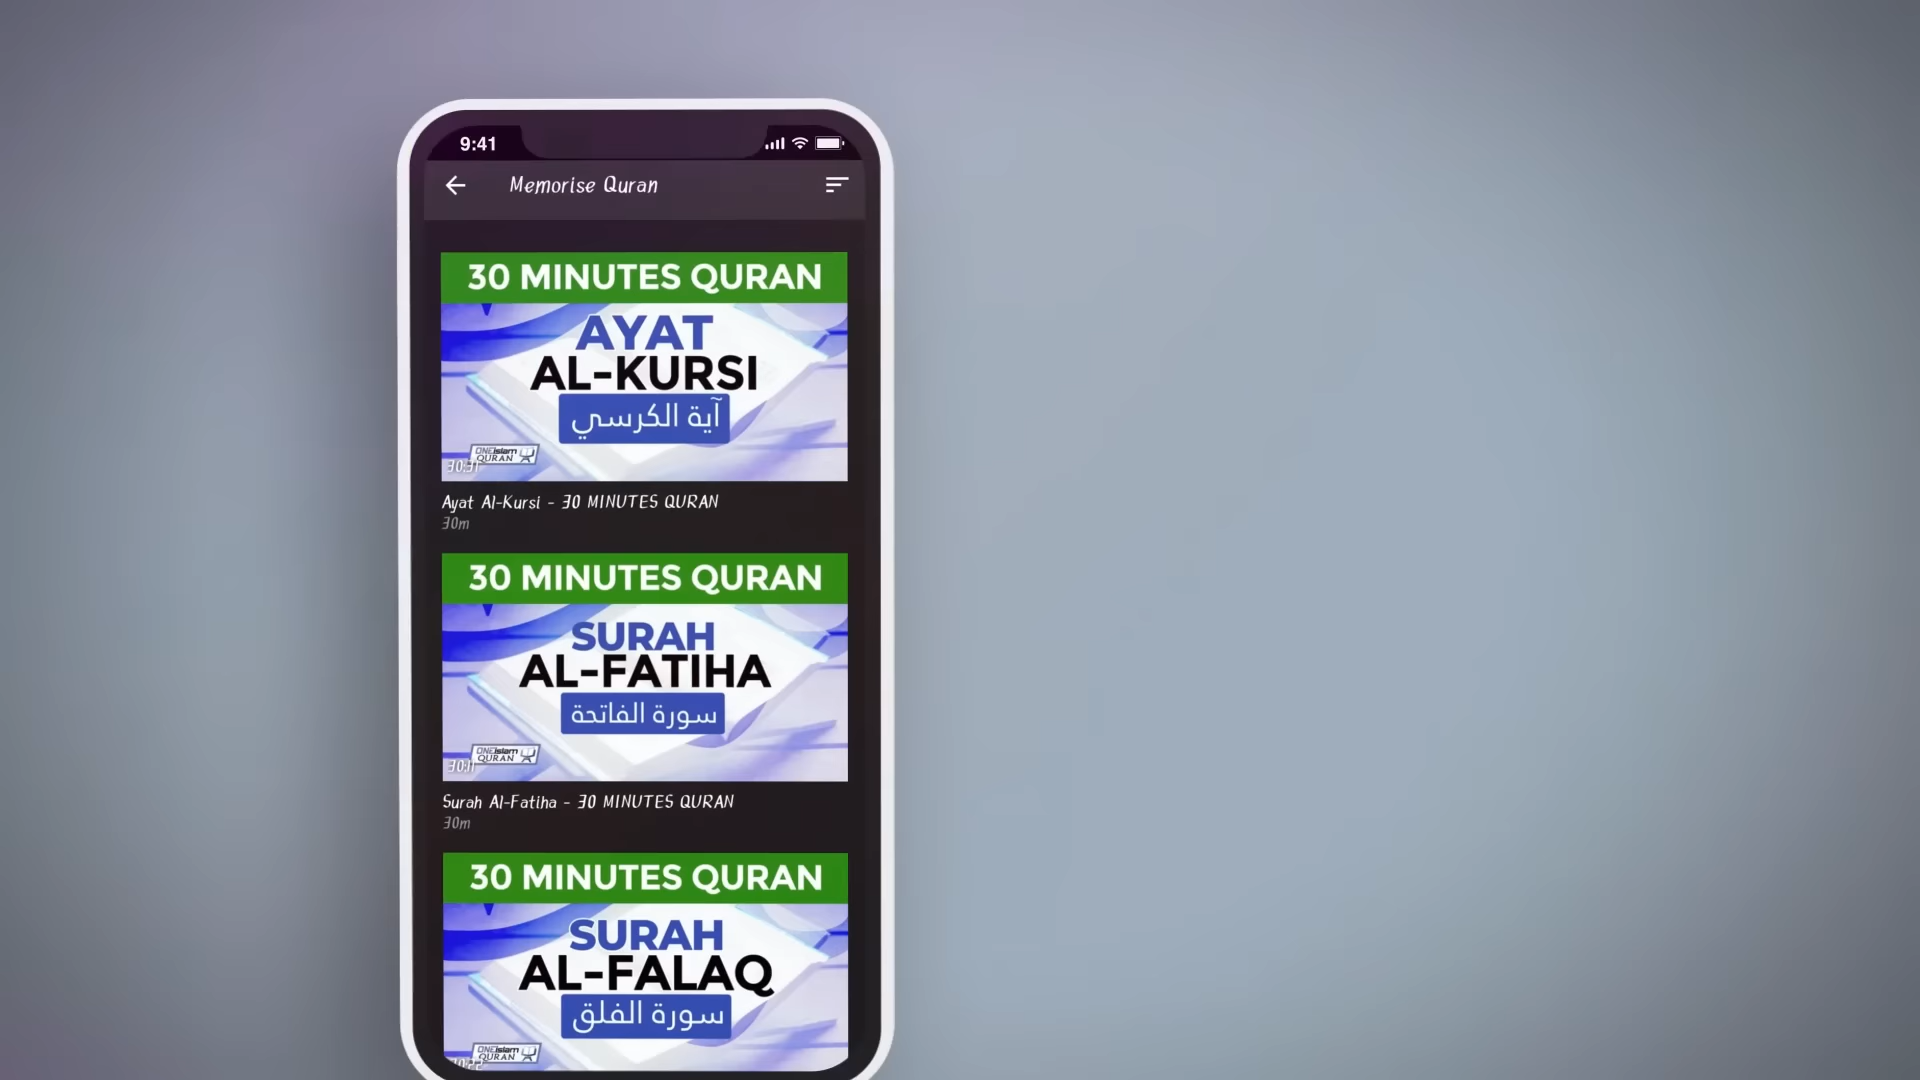 9:41
Memorise Quran
30 MINUTES QURAN
AYAT
AL-KURSI
آية الكرسي
ONEislam
QURAN
30:31
Ayat Al-Kursi - 30 MINUTES QURAN
30m
30 MINUTES QURAN
SURAH
AL-FATIHA
سورة الفاتحة
ONEislam
QURAN
30:11
Surah Al-Fatiha - 30 MINUTES QURAN
30m
30 MINUTES QURAN
SURAH
AL-FALAQ
سورة الفلق
ONEislam
QURAN